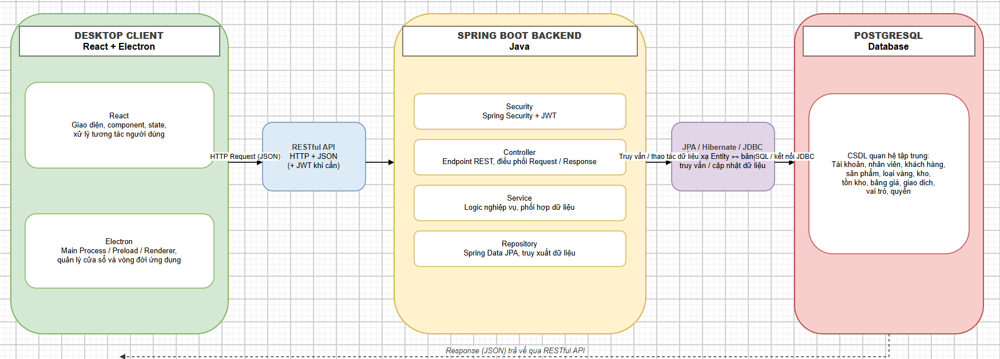 DESKTOP CLIENT
React + Electron
React
Giao diện, component, state,
xử lý tương tác người dùng
Electron
Main Process / Preload / Renderer,
quản lý cửa sổ và vòng đời ứng dụng
HTTP Request (JSON)
RESTful API
HTTP + JSON
(+ JWT khi cần)
SPRING BOOT BACKEND
Java
Security
Spring Security + JWT
Controller
Endpoint REST, điều phối Request / Response
Service
Logic nghiệp vụ, phối hợp dữ liệu
Repository
Spring Data JPA, truy xuất dữ liệu
Truy vấn / thao tác dữ liệu
JPA / Hibernate / JDBC
xạ Entity ↔ bảng
truy vấn / cập nhật dữ liệu
SQL / kết nối JDBC
POSTGRESQL
Database
CSDL quan hệ tập trung:
Tài khoản, nhân viên, khách hàng,
sản phẩm, loại vàng, kho,
tồn kho, bảng giá, giao dịch,
vai trò, quyền
Response (JSON) trả về qua RESTful API